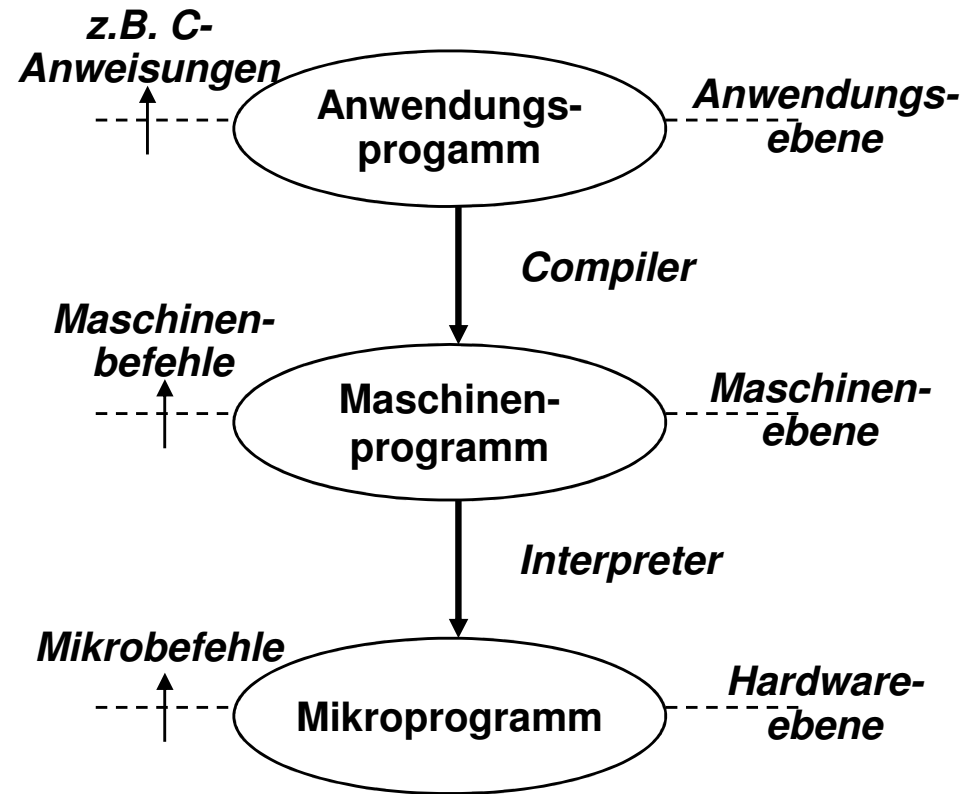 z.B. C-
Anweisungen
Anwendungs-
progamm
Anwendungs-
ebene
Compiler
Maschinen-
befehle
Maschinen-
programm
Maschinen-
ebene
Interpreter
Mikrobefehle
Mikroprogramm
Hardware-
ebene